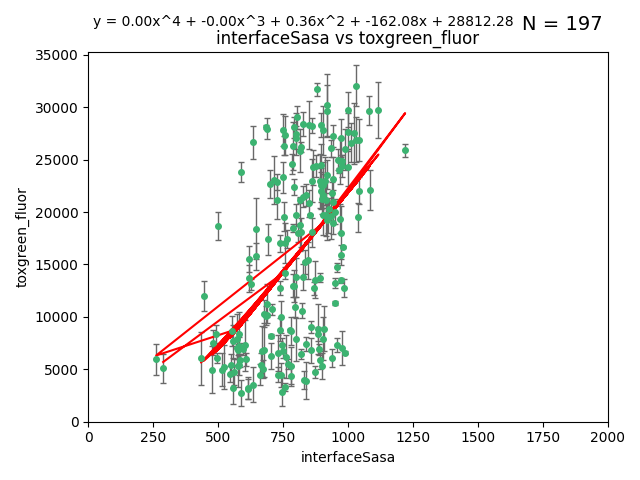 y = 0.00x^4 + -0.00x^3 + 0.36x^2 + -162.08x + 28812.28 N = 197
interfaceSasa vs toxgreen_fluor
35000
30000
25000
20000
15000
10000
5000
0
toxgreen_fluor
0 250 500 750 1000 1250 1500 1750 2000
interfaceSasa